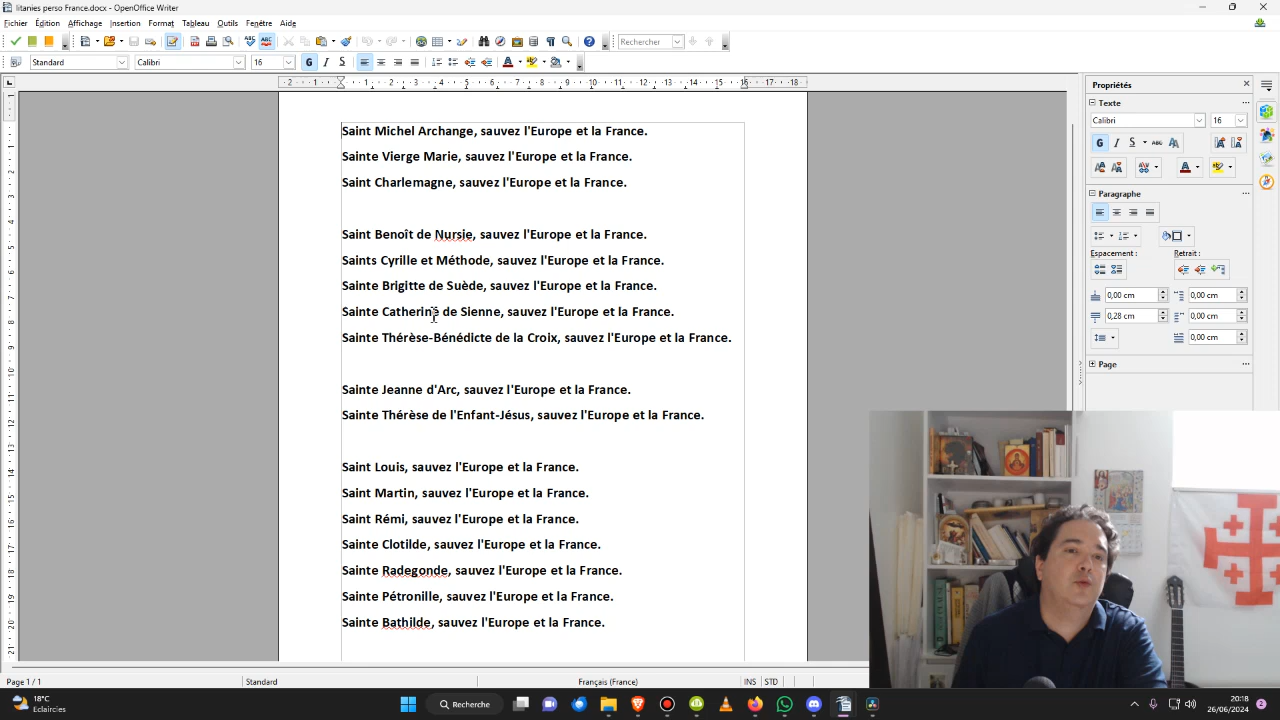 litanies perso France.docx - OpenOffice Writer
Fichier Édition Affichage Insertion Format Tableau Outils Fenêtre Aide
Rechercher
Standard Calibri 16 G I S
Propriétés
Texte
Calibri 16
G I S ABC
Paragraphe
Espacement : Retrait :
0,00 cm 0,00 cm
0,28 cm 0,00 cm
0,00 cm
Page
Saint Michel Archange, sauvez l'Europe et la France.
Sainte Vierge Marie, sauvez l'Europe et la France.
Saint Charlemagne, sauvez l'Europe et la France.
Saint Benoît de Nursie, sauvez l'Europe et la France.
Saints Cyrille et Méthode, sauvez l'Europe et la France.
Sainte Brigitte de Suède, sauvez l'Europe et la France.
Sainte Catherine de Sienne, sauvez l'Europe et la France.
Sainte Thérèse-Bénédicte de la Croix, sauvez l'Europe et la France.
Sainte Jeanne d'Arc, sauvez l'Europe et la France.
Sainte Thérèse de l'Enfant-Jésus, sauvez l'Europe et la France.
Saint Louis, sauvez l'Europe et la France.
Saint Martin, sauvez l'Europe et la France.
Saint Rémi, sauvez l'Europe et la France.
Sainte Clotilde, sauvez l'Europe et la France.
Sainte Radegonde, sauvez l'Europe et la France.
Sainte Pétronille, sauvez l'Europe et la France.
Sainte Bathilde, sauvez l'Europe et la France.
Page 1 / 1 Standard Français (France) INS STD
18°C
Eclaircies
Recherche
20:18
26/06/2024